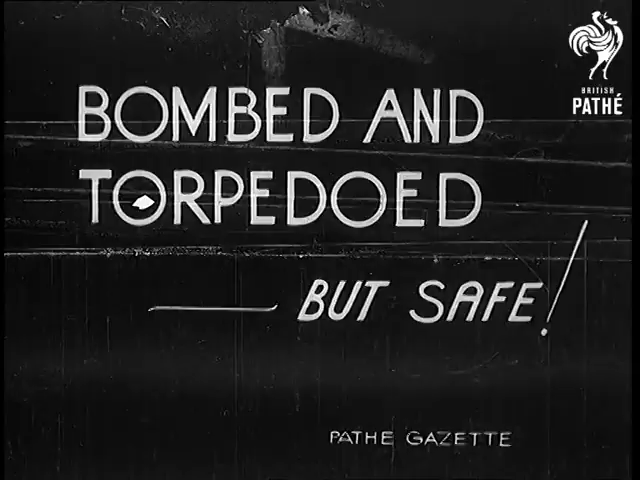 BRITISH
PATHÉ
BOMBED AND
TORPEDOED
— BUT SAFE!
PATHE GAZETTE